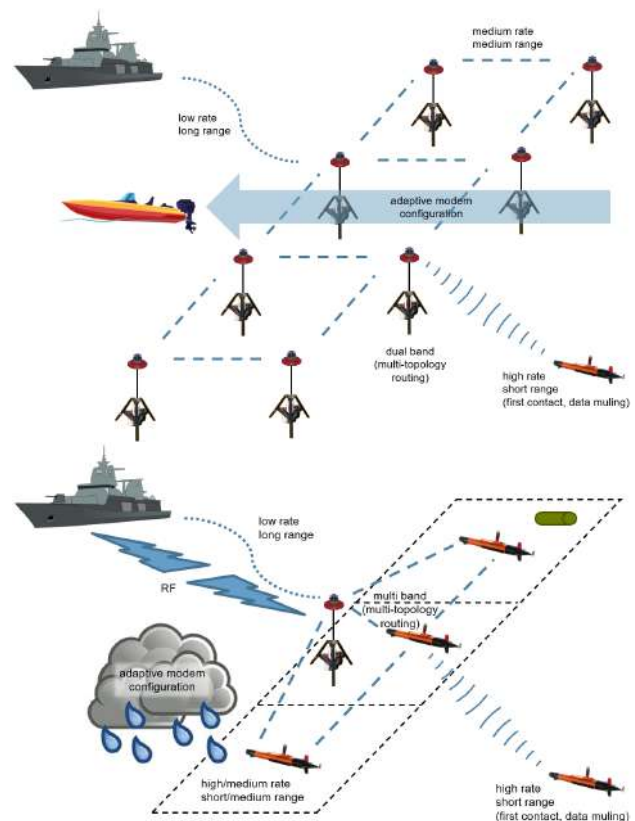 medium rate
medium range
low rate
long range
adaptive modem
configuration
dual band
(multi-topology
routing)
high rate
short range
(first contact, data muling)
low rate
long range
RF
multi band
(multi-topology
routing)
adaptive modem
configuration
high/medium rate
short/medium range
high rate
short range
(first contact, data muling)